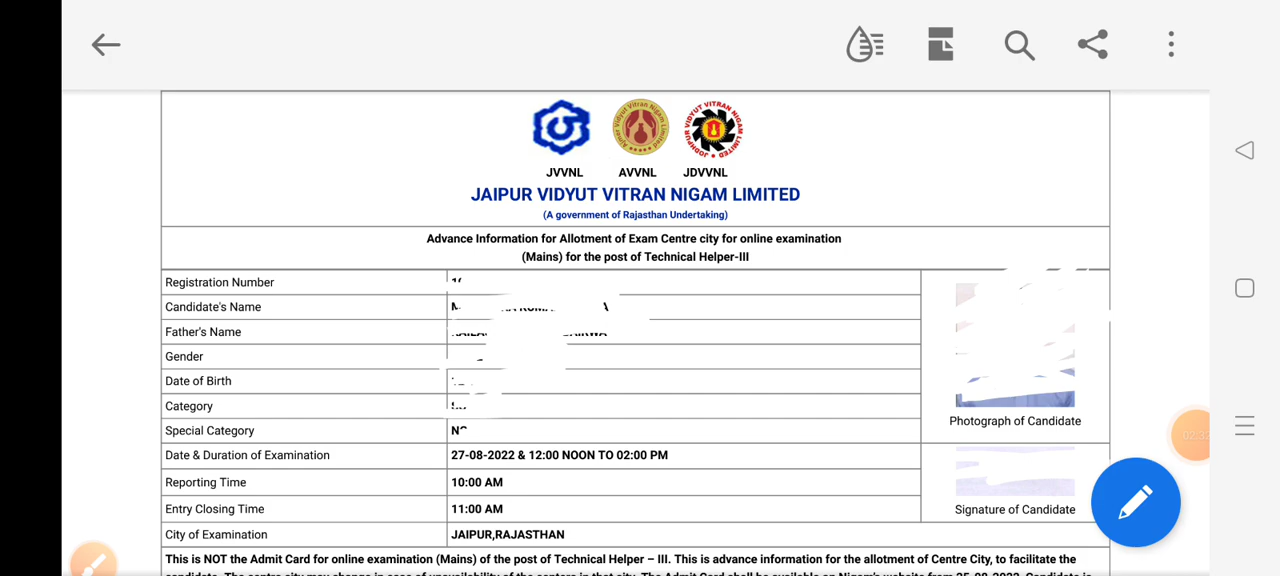 JVVNL AVVNL JDVVNL
JAIPUR VIDYUT VITRAN NIGAM LIMITED
(A government of Rajasthan Undertaking)
Advance Information for Allotment of Exam Centre city for online examination
(Mains) for the post of Technical Helper-III
Registration Number
Candidate's Name
Father's Name
Gender
Date of Birth
Category
Special Category
Photograph of Candidate
Date & Duration of Examination 27-08-2022 & 12:00 NOON TO 02:00 PM
Reporting Time 10:00 AM
Entry Closing Time 11:00 AM
Signature of Candidate
City of Examination JAIPUR,RAJASTHAN
This is NOT the Admit Card for online examination (Mains) of the post of Technical Helper – III. This is advance information for the allotment of Centre City, to facilitate the